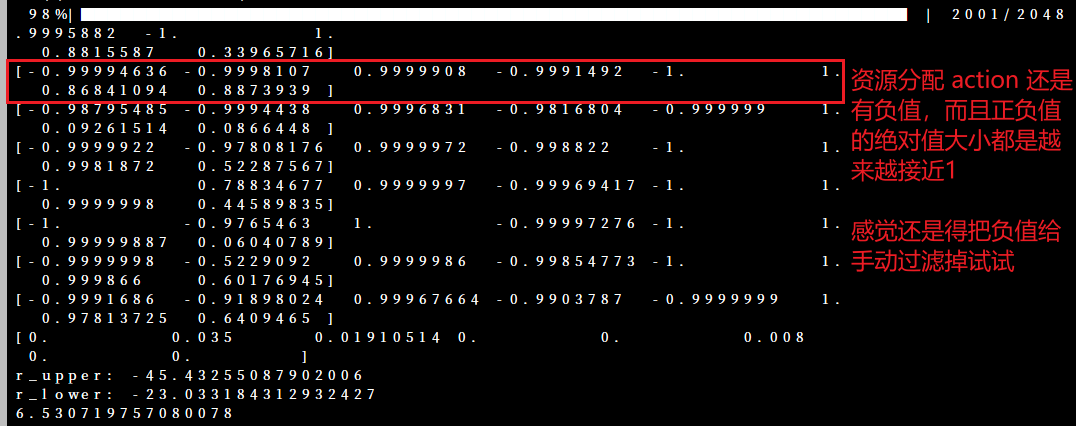 98%| | 2001/2048
.9995882 -1. 1.
0.8815587 0.33965716]
[-0.99994636 -0.9998107 0.9999908 -0.9991492 -1. 1.
0.86841094 0.8873939 ]
[-0.98795485 -0.9994438 0.9996831 -0.9816804 -0.999999 1.
0.09261514 0.0866448 ]
[-0.9999922 -0.97808176 0.9999972 -0.998822 -1. 1.
0.9981872 0.52287567]
[-1. 0.78834677 0.9999997 -0.99969417 -1. 1.
0.9999998 0.44589835]
[-1. -0.9765463 1. -0.99997276 -1. 1.
0.99999887 0.06040789]
[-0.9999998 -0.5229092 0.9999986 -0.99854773 -1. 1.
0.999866 0.60176945]
[-0.9991686 -0.91898024 0.99967664 -0.9903787 -0.9999999 1.
0.97813725 0.6409465 ]
[0. 0.035 0.01910514 0. 0. 0.008
0. 0. ]
r_upper: -45.43255087902006
r_lower: -23.033184312932427
6.530719757080078
资源分配 action 还是
有负值，而且正负值
的绝对值大小都是越
来越接近1
感觉还是得把负值给
手动过滤掉试试